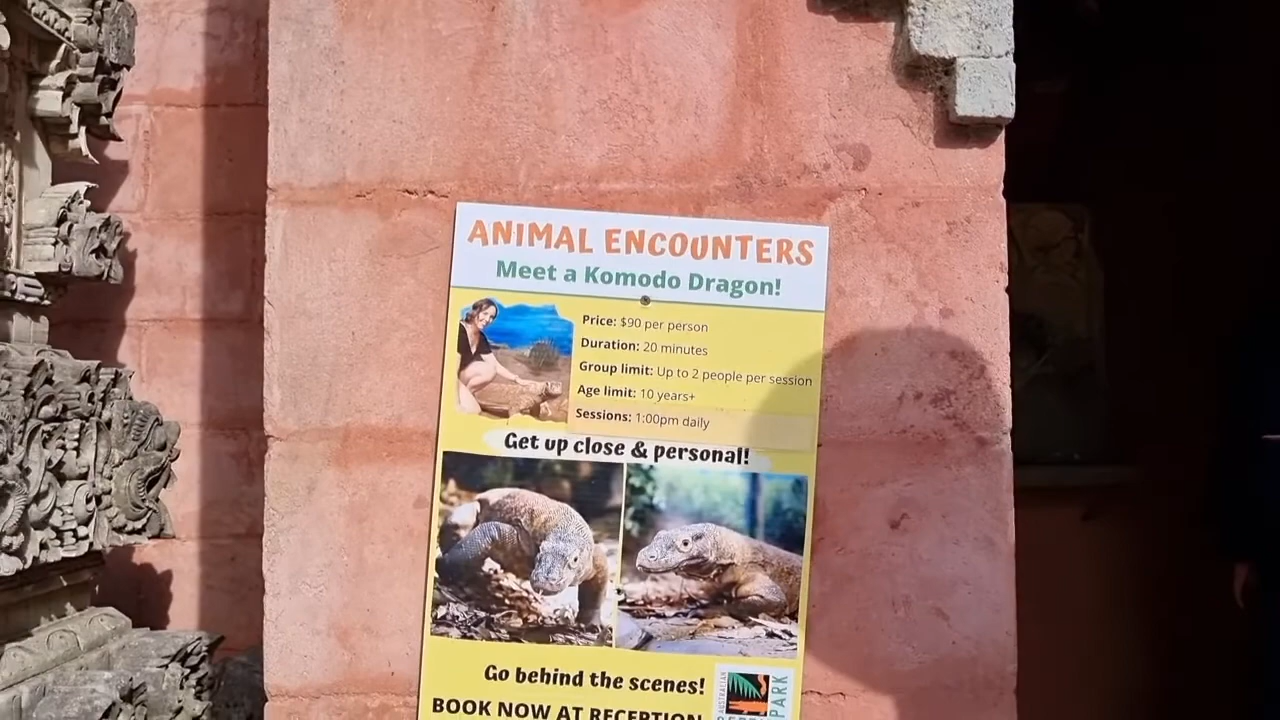 ANIMAL ENCOUNTERS
Meet a Komodo Dragon!
Price: $90 per person
Duration: 20 minutes
Group limit: Up to 2 people per session
Age limit: 10 years+
Sessions: 1:00pm daily
Get up close & personal!
Go behind the scenes!
BOOK NOW AT RECEPTION
AUSTRALIAN
PARK